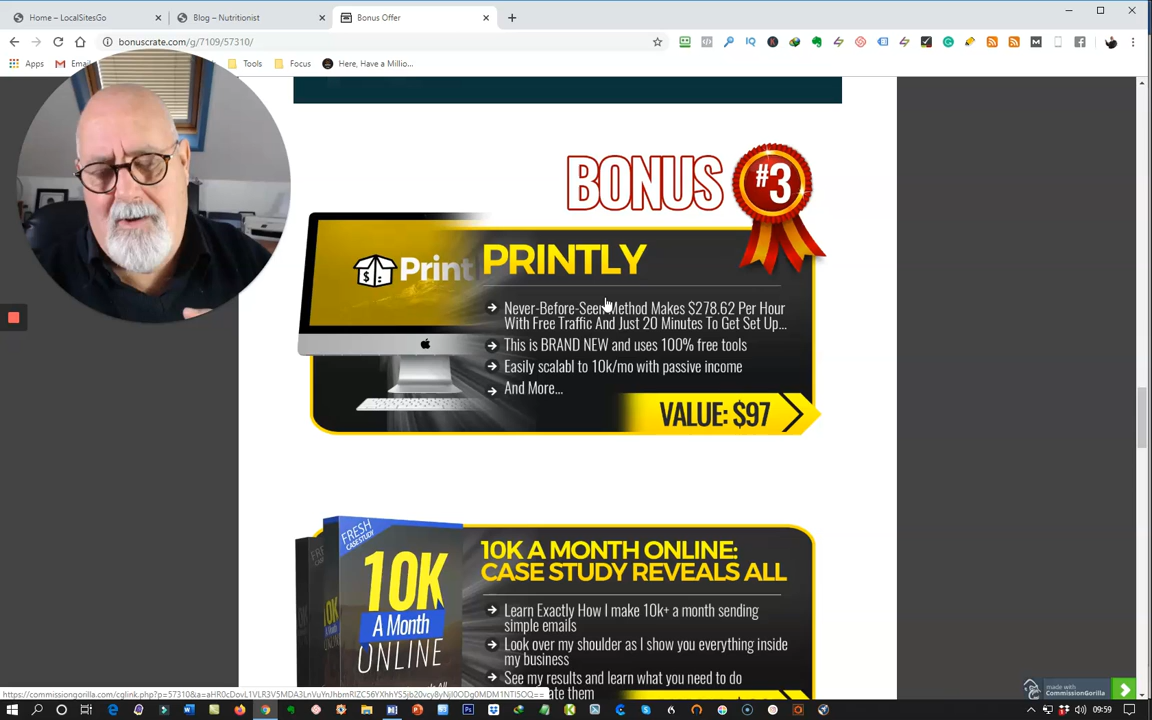 Home – LocalSitesGo
Blog – Nutritionist
Bonus Offer
bonuscrate.com/g/7109/57310/
Apps
Email
Tools
Focus
Here, Have a Millio...
BONUS #3
Print
PRINTLY
Never-Before-Seen Method Makes $278.62 Per Hour
With Free Traffic And Just 20 Minutes To Get Set Up...
This is BRAND NEW and uses 100% free tools
Easily scalabl to 10k/mo with passive income
And More...
VALUE: $97
FRESH
CASE STUDY
10K
A Month
ONLINE
10K A MONTH ONLINE:
CASE STUDY REVEALS ALL
Learn Exactly How I make 10k+ a month sending
simple emails
Look over my shoulder as I show you everything inside
my business
See my results and learn what you need to do
ate them
made with
CommissionGorilla
09:59